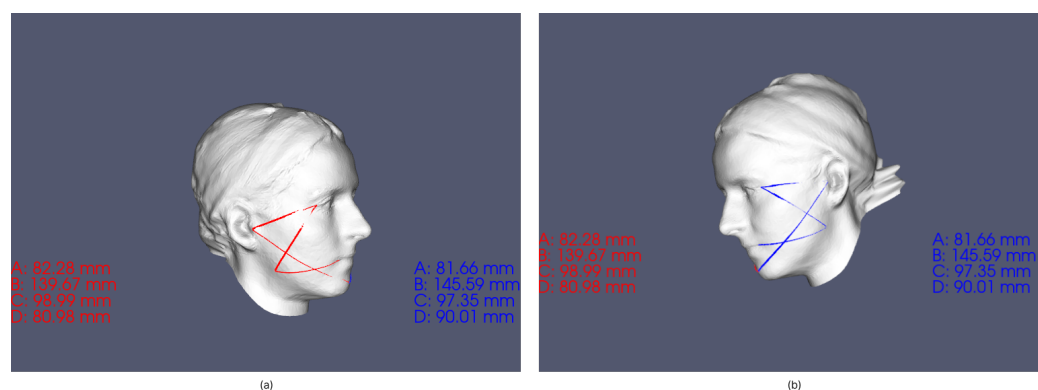 A: 82.28 mm
B: 139.67 mm
C: 98.99 mm
D: 80.98 mm
A: 81.66 mm
B: 145.59 mm
C: 97.35 mm
D: 90.01 mm
(a)
A: 82.28 mm
B: 139.67 mm
C: 98.99 mm
D: 80.98 mm
A: 81.66 mm
B: 145.59 mm
C: 97.35 mm
D: 90.01 mm
(b)